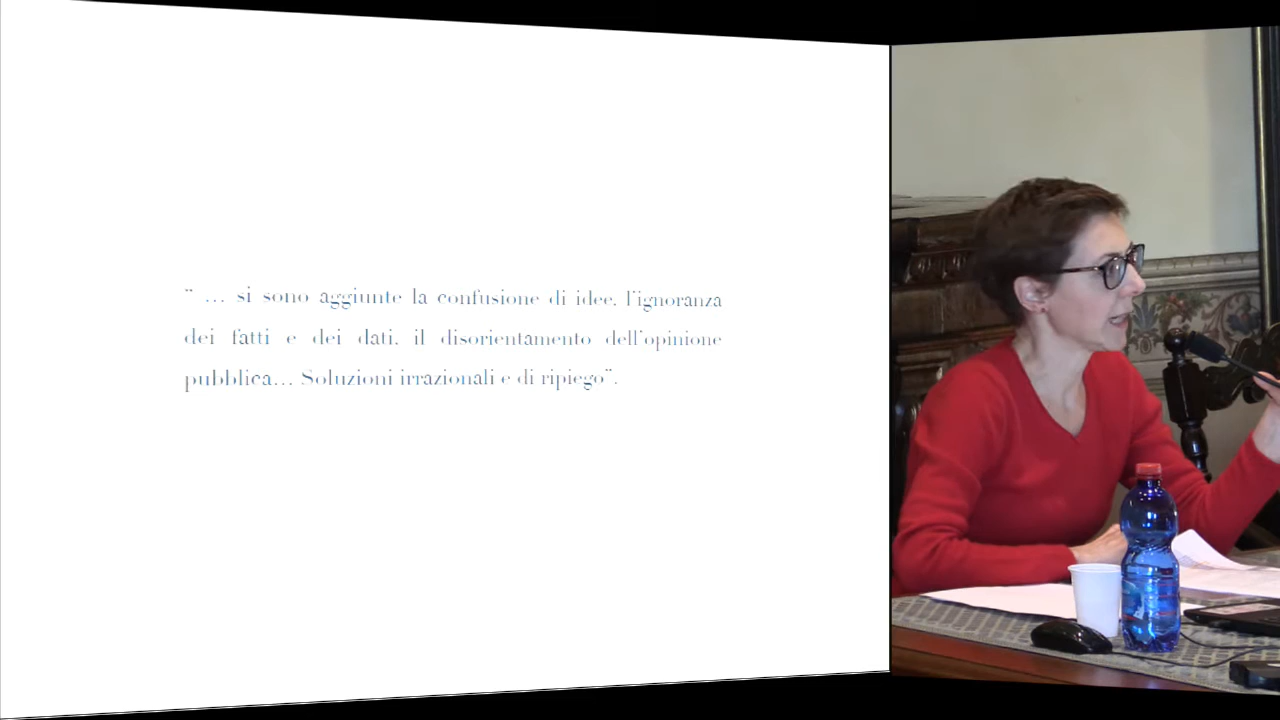 " … si sono aggiunte la confusione di idee, l'ignoranza
dei fatti e dei dati, il disorientamento dell'opinione
pubblica… Soluzioni irrazionali e di ripiego".